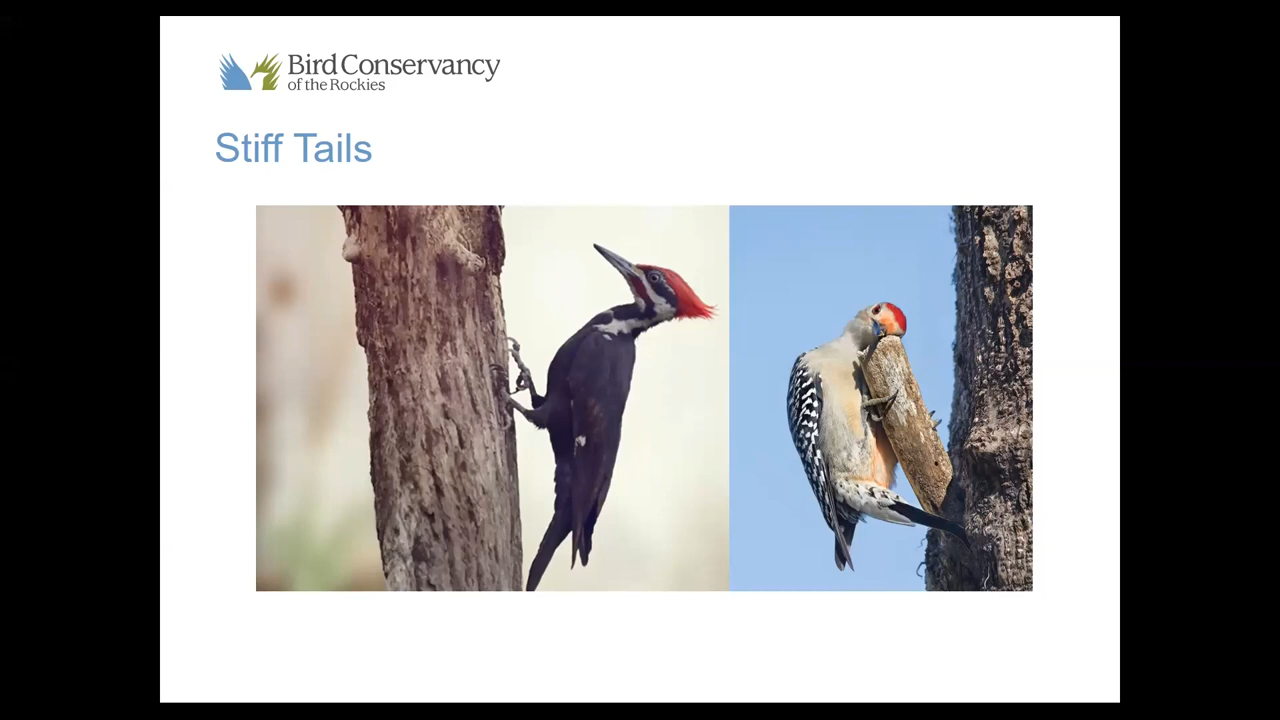 Bird Conservancy
of the Rockies
Stiff Tails